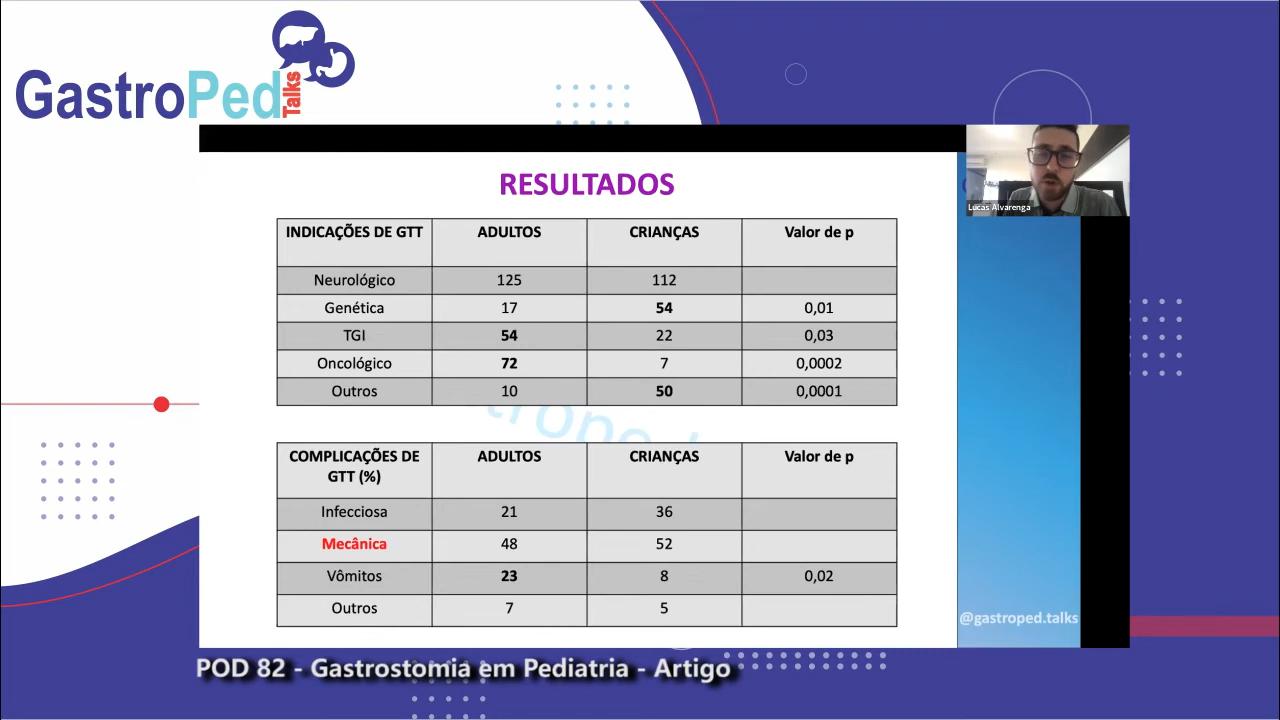 GastroPed
Talks
Lucas Alvarenga
RESULTADOS
INDICAÇÕES DE GTT ADULTOS CRIANÇAS Valor de p
Neurológico 125 112
Genética 17 54 0,01
TGI 54 22 0,03
Oncológico 72 7 0,0002
Outros 10 50 0,0001
COMPLICAÇÕES DE ADULTOS CRIANÇAS Valor de p
GTT (%)
Infecciosa 21 36
Mecânica 48 52
Vômitos 23 8 0,02
Outros 7 5
@gastroped.talks
POD 82 - Gastrostomia em Pediatria - Artigo